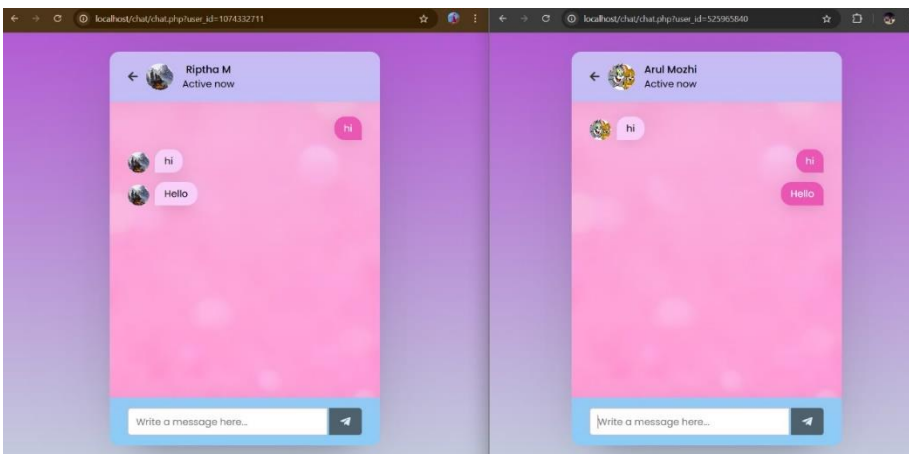 localhost/chat/chat.php?user_id=1074332711
Riptha M
Active now
hi
hi
Hello
Write a message here...
localhost/chat/chat.php?user_id=525965840
Arul Mozhi
Active now
hi
hi
Hello
Write a message here...